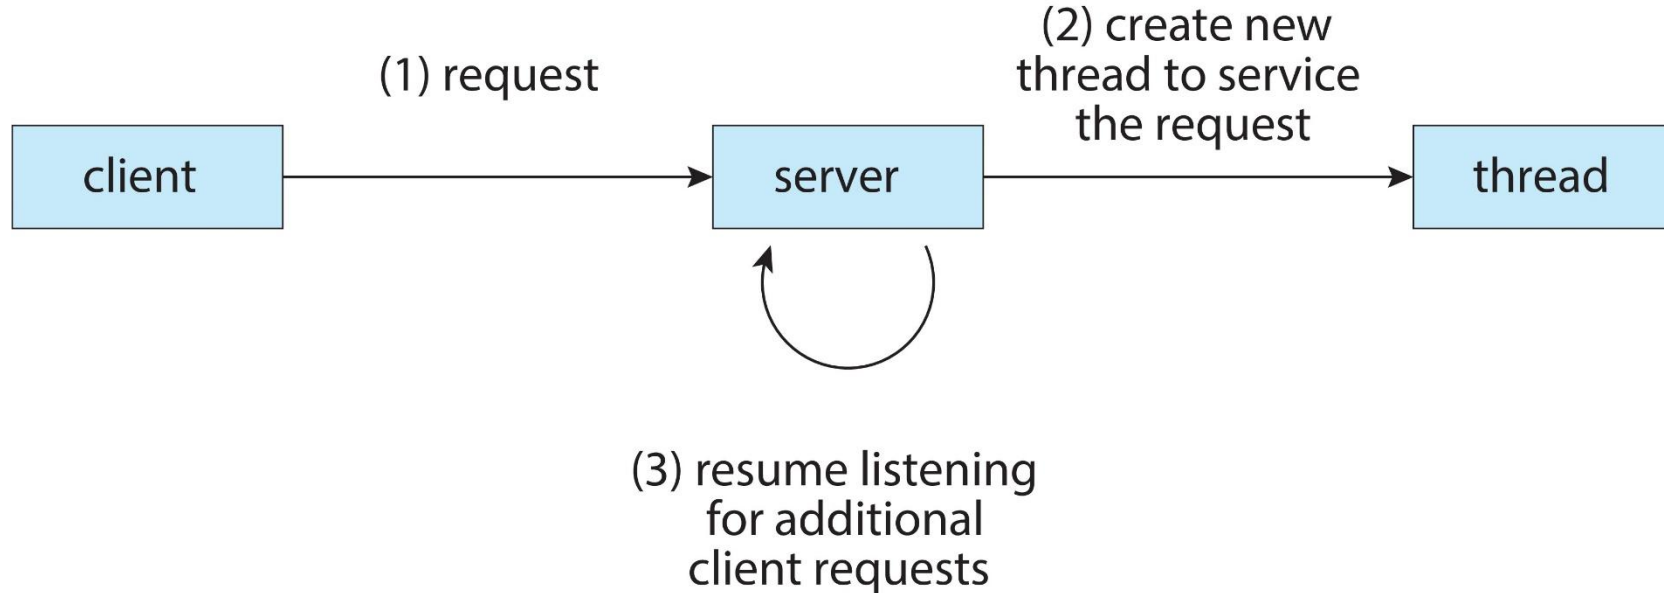 (1) request
(2) create new
thread to service
the request
client
server
thread
(3) resume listening
for additional
client requests